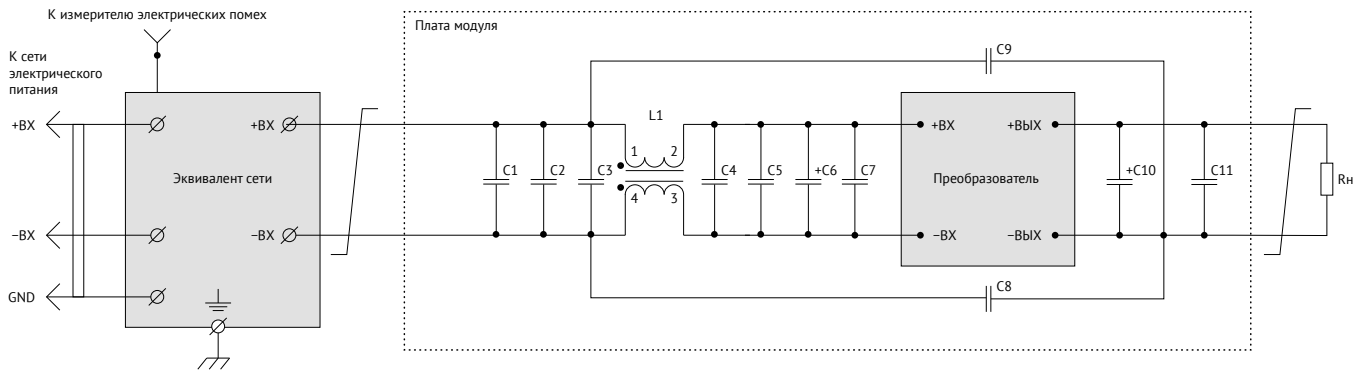 К измерителю электрических помех
Плата модуля
К сети
электрического
питания
C9
L1
+ВХ
+ВХ
+ВХ
+ВЫХ
1
2
Эквивалент сети
C1
C2
C3
C4
C5
+C6
C7
Преобразователь
+C10
C11
Rн
4
3
−ВХ
−ВХ
−ВХ
−ВЫХ
GND
C8